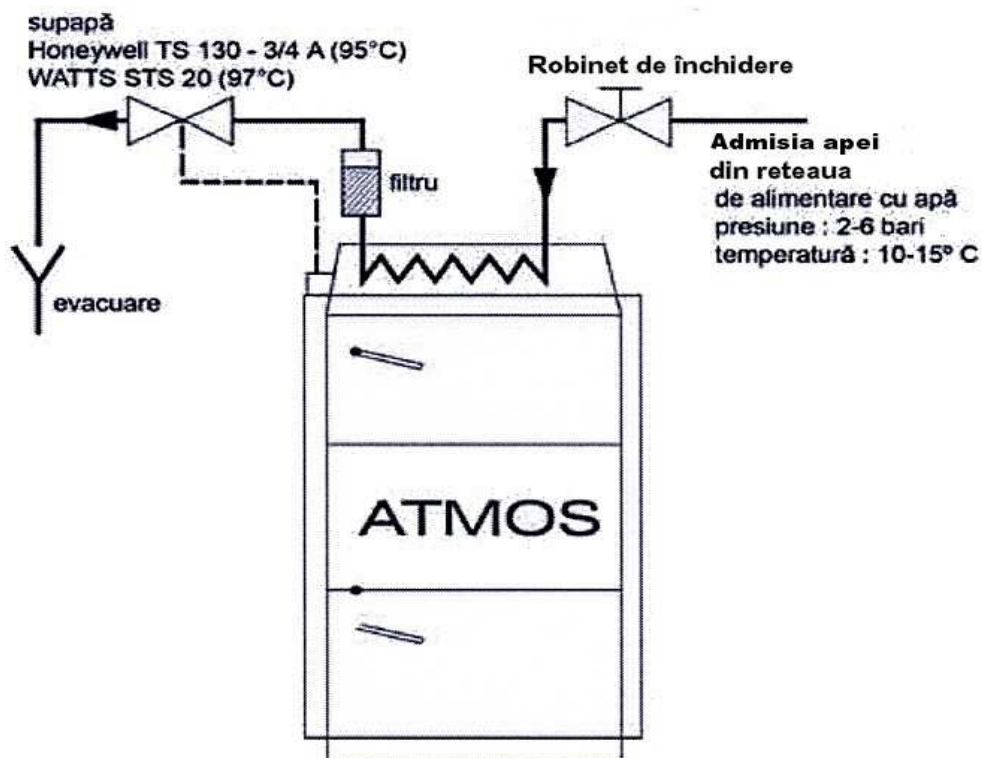 supapă
Honeywell TS 130 - 3/4 A (95°C)
WATTS STS 20 (97°C)
Robinet de închidere
Admisia apei
din reteaua
de alimentare cu apă
presiune : 2-6 bari
temperatură : 10-15º C
filtru
evacuare
ATMOS